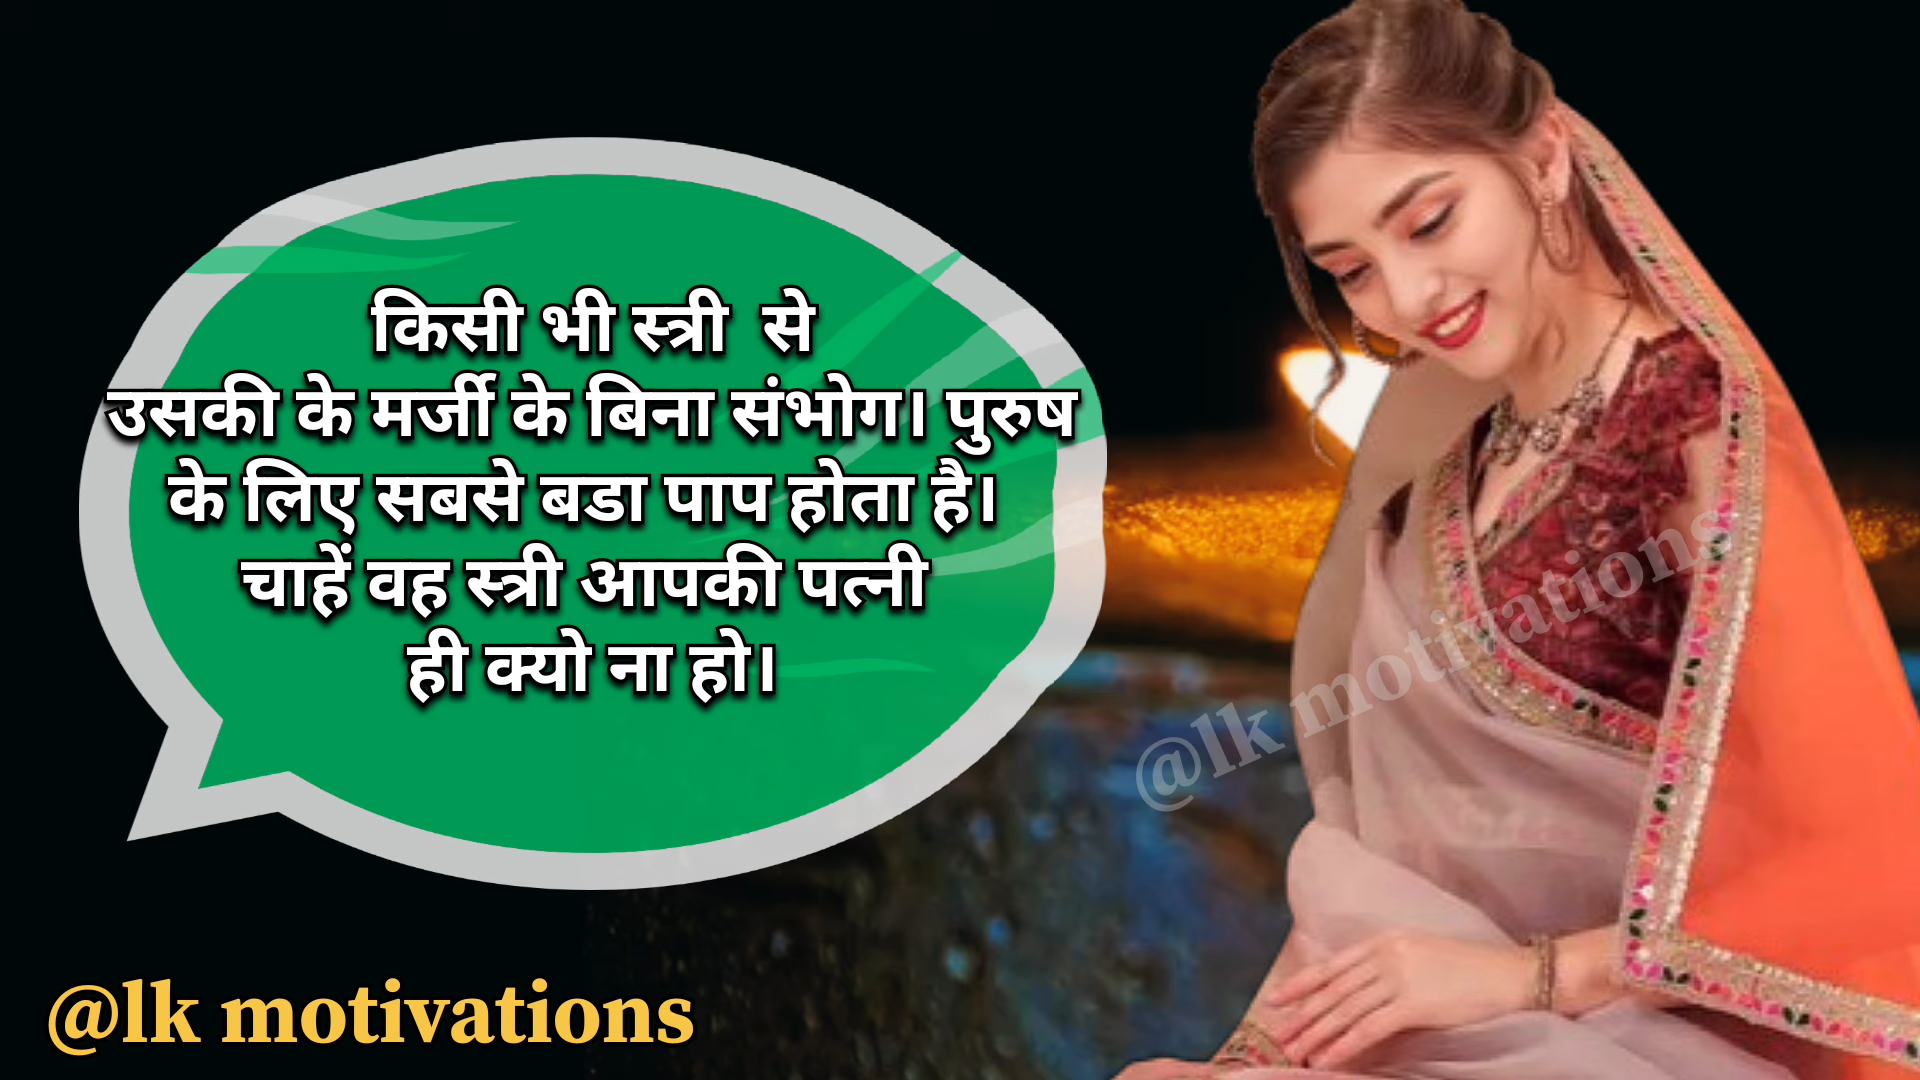 किसी भी स्त्री से
उसकी के मर्जी के बिना संभोग। पुरुष
के लिए सबसे बडा पाप होता है।
चाहें वह स्त्री आपकी पत्नी
ही क्यो ना हो।
@lk motivations
@lk motivations